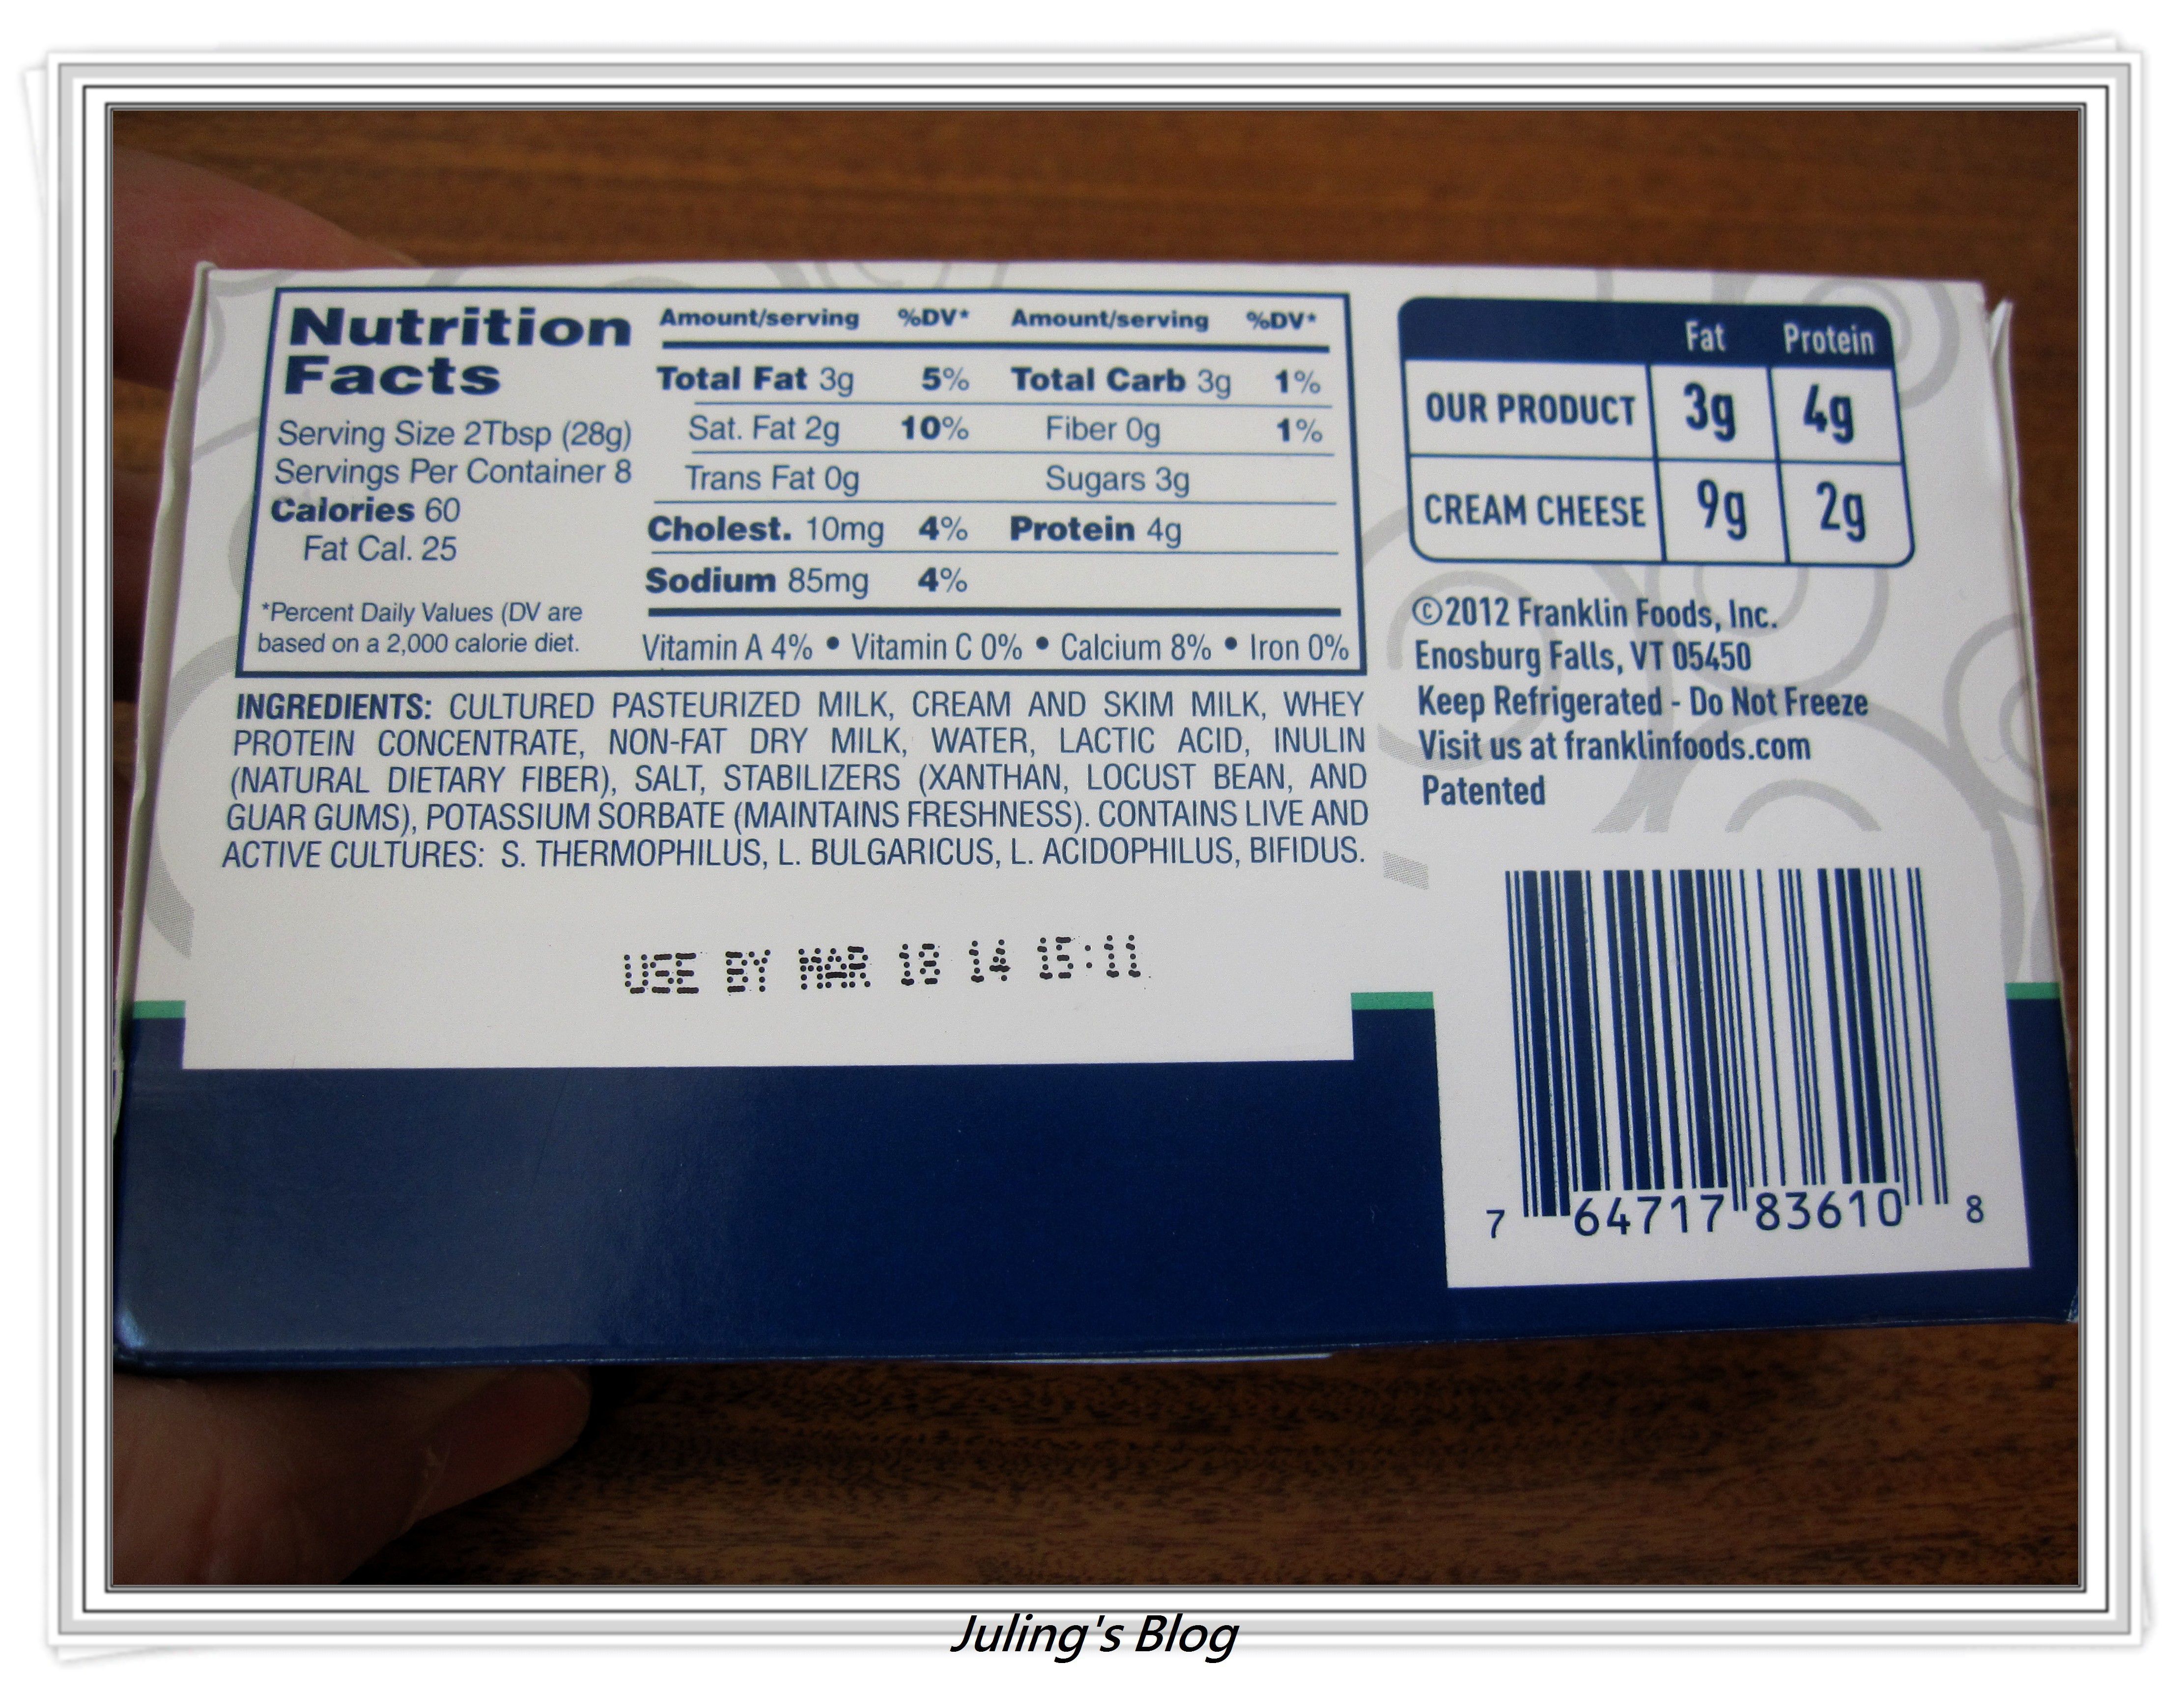 Nutrition
Facts
Serving Size 2Tbsp (28g)
Servings Per Container 8
Calories 60
Fat Cal. 25
*Percent Daily Values (DV are
based on a 2,000 calorie diet.
Amount/serving %DV* Amount/serving %DV*
Total Fat 3g 5% Total Carb 3g 1%
Sat. Fat 2g 10% Fiber 0g 1%
Trans Fat 0g Sugars 3g
Cholest. 10mg 4% Protein 4g
Sodium 85mg 4%
Vitamin A 4% • Vitamin C 0% • Calcium 8% • Iron 0%
INGREDIENTS: CULTURED PASTEURIZED MILK, CREAM AND SKIM MILK, WHEY
PROTEIN CONCENTRATE, NON-FAT DRY MILK, WATER, LACTIC ACID, INULIN
(NATURAL DIETARY FIBER), SALT, STABILIZERS (XANTHAN, LOCUST BEAN, AND
GUAR GUMS), POTASSIUM SORBATE (MAINTAINS FRESHNESS). CONTAINS LIVE AND
ACTIVE CULTURES: S. THERMOPHILUS, L. BULGARICUS, L. ACIDOPHILUS, BIFIDUS.
USE BY MAR 18 14 15:11
Fat Protein
OUR PRODUCT 3g 4g
CREAM CHEESE 9g 2g
©2012 Franklin Foods, Inc.
Enosburg Falls, VT 05450
Keep Refrigerated - Do Not Freeze
Visit us at franklinfoods.com
Patented
7 64717 83610 8
Juling's Blog